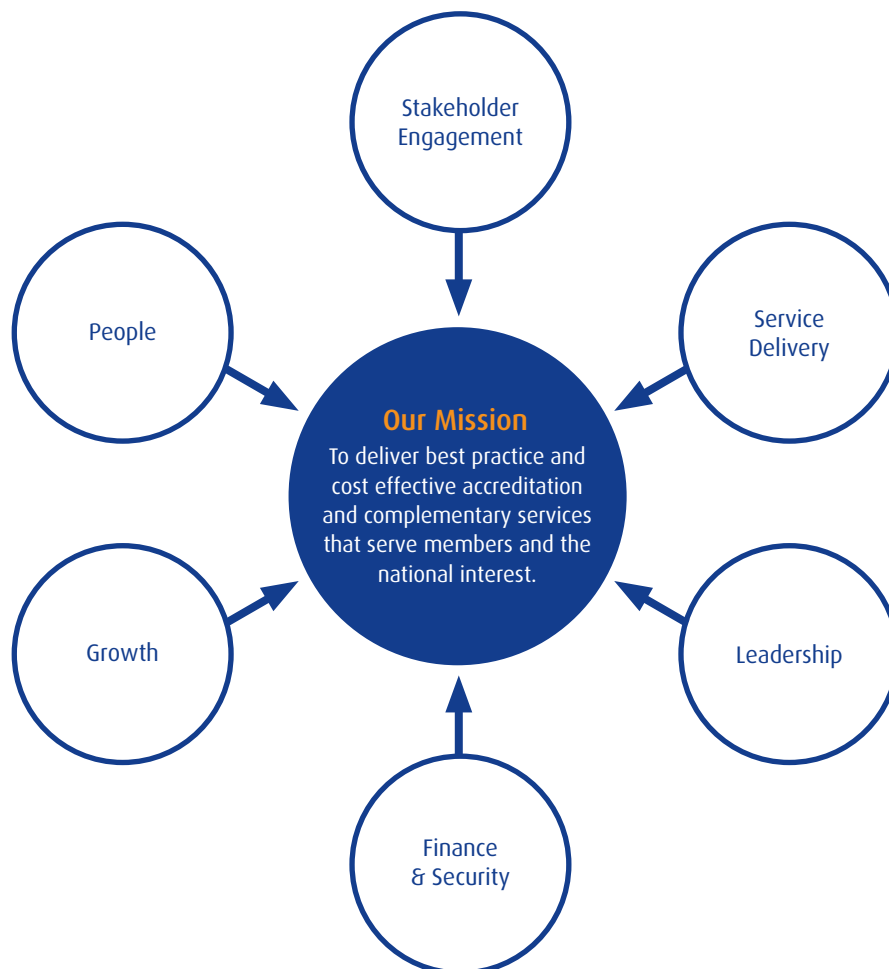 Stakeholder
Engagement
People
Service
Delivery
Our Mission
To deliver best practice and
cost effective accreditation
and complementary services
that serve members and the
national interest.
Growth
Leadership
Finance
& Security